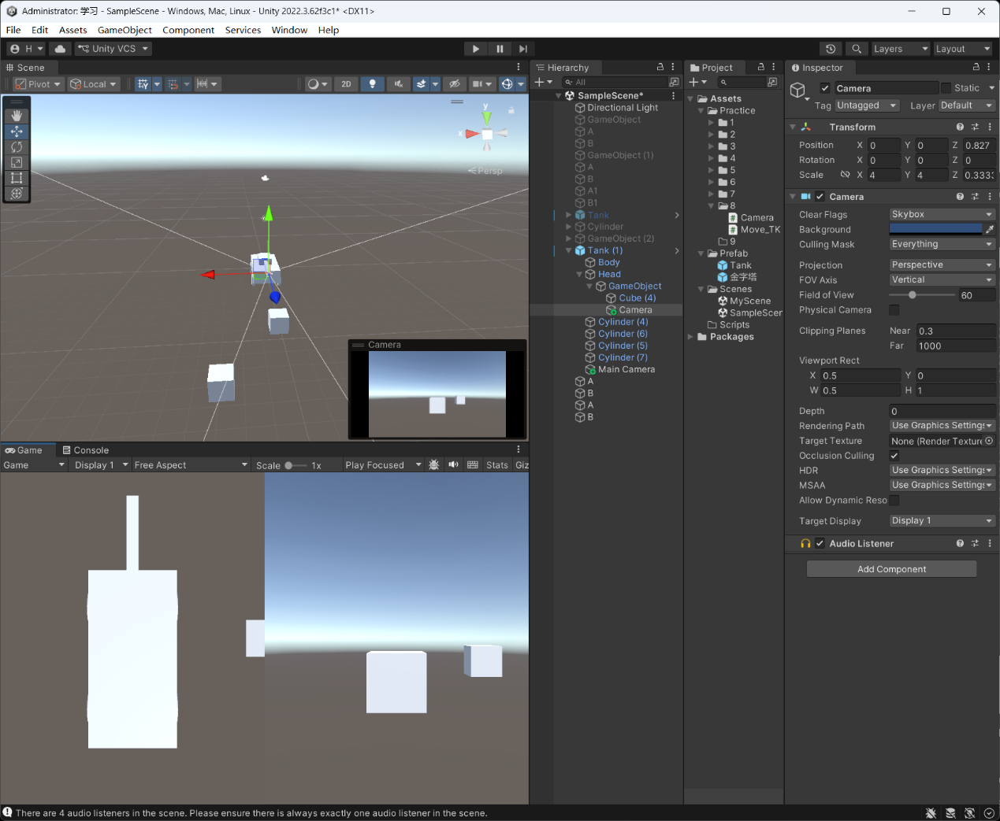 Administrator: 学习 - SampleScene - Windows, Mac, Linux - Unity 2022.3.62f3c1* <DX11>
File Edit Assets GameObject Component Services Window Help
H Unity VCS Layers Layout
Scene
Pivot Local 2D
y
x
Persp
Camera
Game Console
Game Display 1 Free Aspect Scale 1x Play Focused Stats Giz
Hierarchy
All
SampleScene*
Directional Light
GameObject
A
B
GameObject (1)
A
B
A1
B1
Tank
Cylinder
GameObject (2)
Tank (1)
Body
Head
GameObject
Cube (4)
Camera
Cylinder (4)
Cylinder (6)
Cylinder (5)
Cylinder (7)
Main Camera
A
B
A
B
Project
Assets
Practice
1
2
3
4
5
6
7
8
Camera
Move_TK
9
Prefab
Tank
金字塔
Scenes
MyScene
SampleScer
Scripts
Packages
Inspector
Camera Static
Tag Untagged Layer Default
Transform
Position X 0 Y 0 Z 0.827
Rotation X 0 Y 0 Z 0
Scale X 4 Y 4 Z 0.3333
Camera
Clear Flags Skybox
Background
Culling Mask Everything
Projection Perspective
FOV Axis Vertical
Field of View 60
Physical Camera
Clipping Planes Near 0.3
Far 1000
Viewport Rect
X 0.5 Y 0
W 0.5 H 1
Depth 0
Rendering Path Use Graphics Settings
Target Texture None (Render Texture
Occlusion Culling
HDR Use Graphics Settings
MSAA Use Graphics Settings
Allow Dynamic Reso
Target Display Display 1
Audio Listener
Add Component
There are 4 audio listeners in the scene. Please ensure there is always exactly one audio listener in the scene.